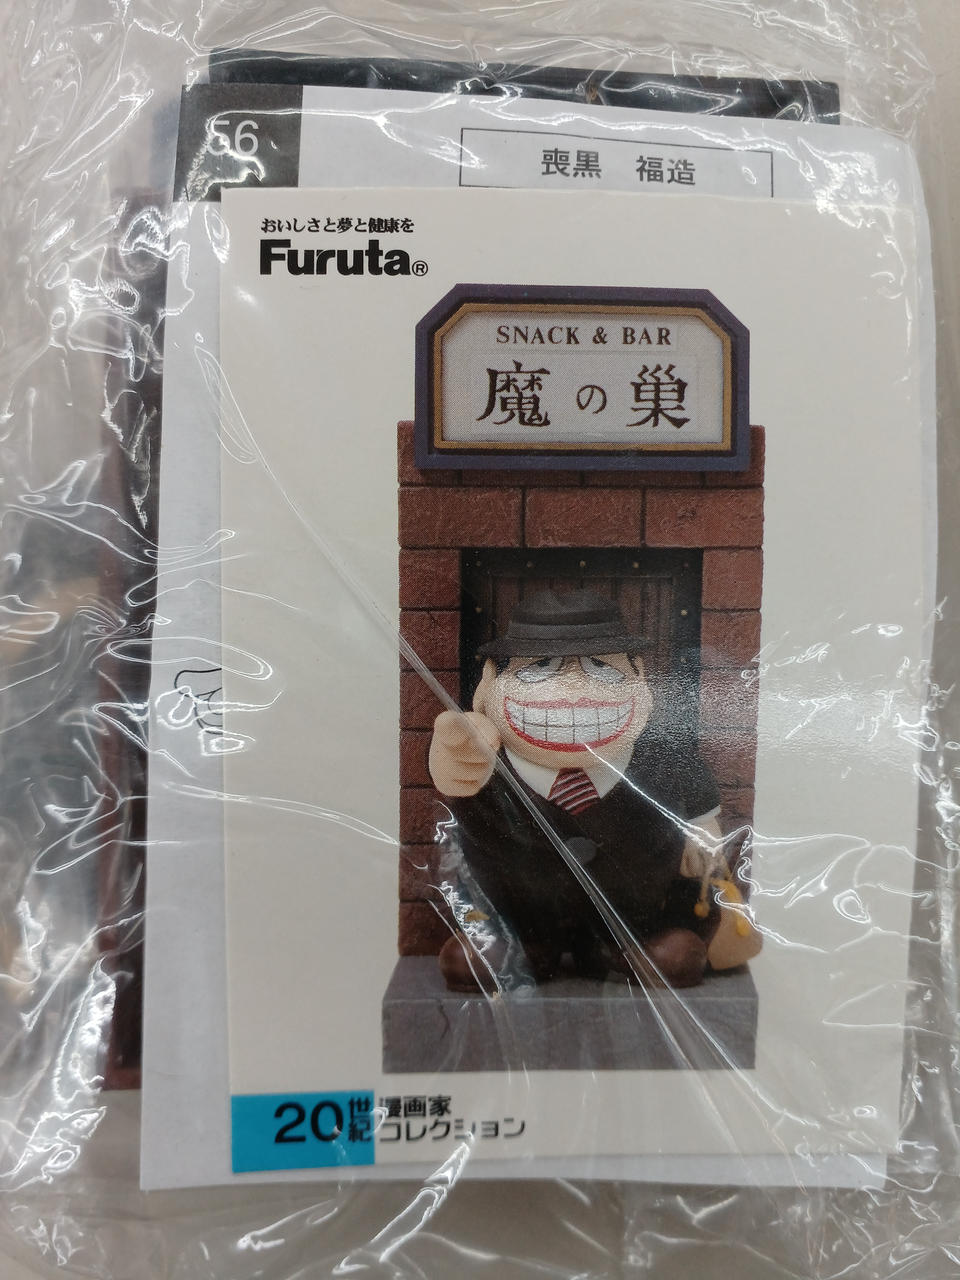 56
喪黒 福造
おいしさと夢と健康を
Furuta®
SNACK & BAR
魔の巣
20世紀
漫画家
コレクション